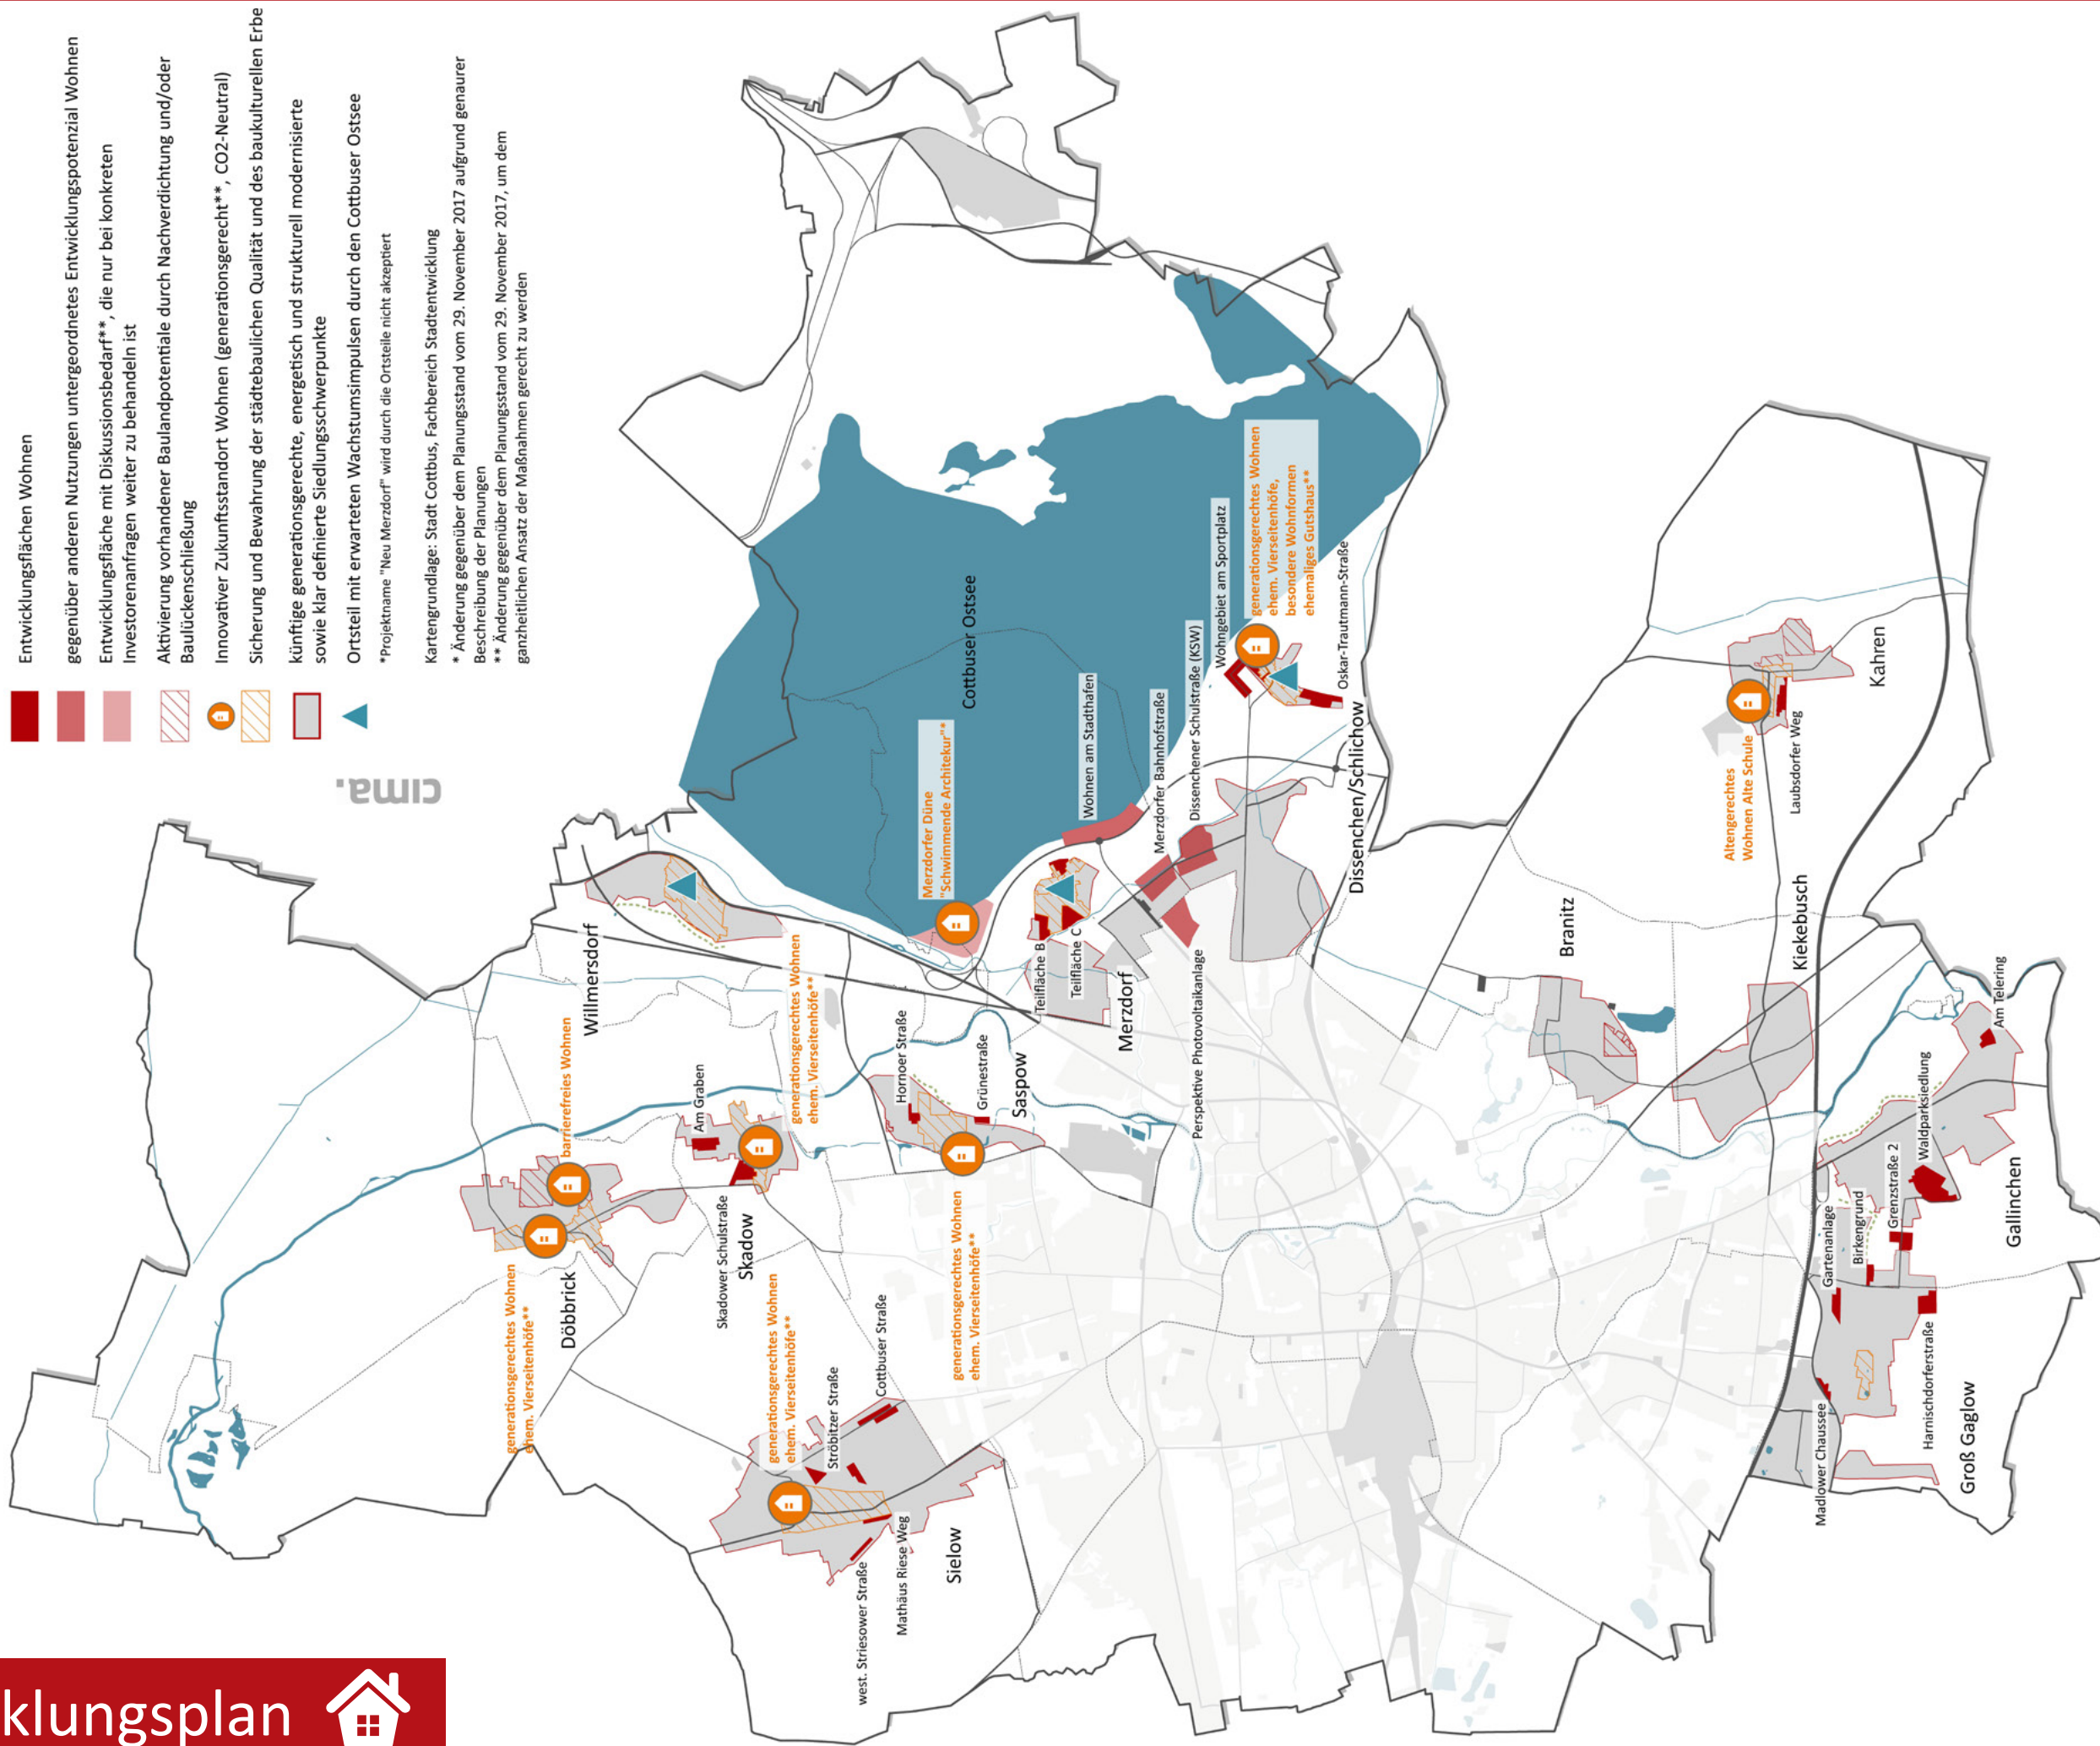 Entwicklungsflächen Wohnen
gegenüber anderen Nutzungen untergeordnetes Entwicklungspotenzial Wohnen
Entwicklungsfläche mit Diskussionsbedarf**, die nur bei konkreten
Investorenanfragen weiter zu behandeln ist
Aktivierung vorhandener Baulandpotentiale durch Nachverdichtung und/oder
Baulückenschließung
Innovativer Zukunftsstandort Wohnen (generationsgerecht**, CO2-Neutral)
Sicherung und Bewahrung der städtebaulichen Qualität und des baukulturellen Erbe
künftige generationsgerechte, energetisch und strukturell modernisierte
sowie klar definierte Siedlungsschwerpunkte
Ortsteil mit erwarteten Wachstumsimpulsen durch den Cottbuser Ostsee
*Projektname "Neu Merzdorf" wird durch die Ortsteile nicht akzeptiert
Kartengrundlage: Stadt Cottbus, Fachbereich Stadtentwicklung
* Änderung gegenüber dem Planungsstand vom 29. November 2017 aufgrund genaurer
Beschreibung der Planungen
** Änderung gegenüber dem Planungsstand vom 29. November 2017, um dem
ganzheitlichen Ansatz der Maßnahmen gerecht zu werden
cima.
generationsgerechtes Wohnen
ehem. Vierseitenhöfe**
Döbbrick
barrierefreies Wohnen
Willmersdorf
Am Graben
Skadower Schulstraße
Skadow
generationsgerechtes Wohnen
ehem. Vierseitenhöfe**
generationsgerechtes Wohnen
ehem. Vierseitenhöfe**
Ströbitzer Straße
Cottbuser Straße
west. Striesower Straße
Mathäus Riese Weg
Sielow
Hornoer Straße
Grünestraße
Saspow
generationsgerechtes Wohnen
ehem. Vierseitenhöfe**
Merzdorfer Düne
"Schwimmende Architekur"*
Cottbuser Ostsee
Teilfläche B
Teilfläche C
Merzdorf
Wohnen am Stadthafen
Merzdorfer Bahnhofstraße
Dissenchener Schulstraße (KSW)
Perspektive Photovoltaikanlage
Wohngebiet am Sportplatz
generationsgerechtes Wohnen
ehem. Vierseitenhöfe,
besondere Wohnformen
ehemaliges Gutshaus**
Oskar-Trautmann-Straße
Dissenchen/Schlichow
Branitz
Altengerechtes
Wohnen Alte Schule
Laubsdorfer Weg
Kahren
Kiekebusch
Am Telering
Waldparksiedlung
Grenzstraße 2
Birkengrund
Gartenanlage
Gallinchen
Madlower Chaussee
Harnischdorferstraße
Groß Gaglow
klungsplan